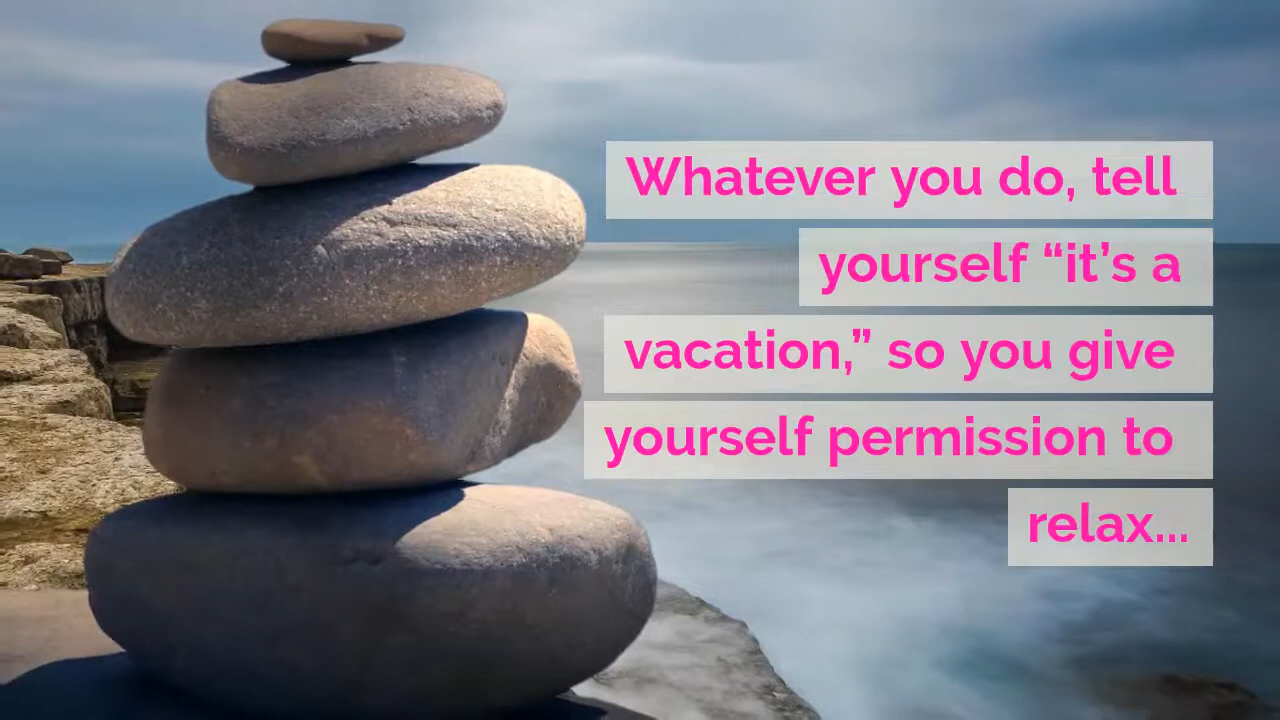 Whatever you do, tell
yourself “it’s a
vacation,” so you give
yourself permission to
relax...